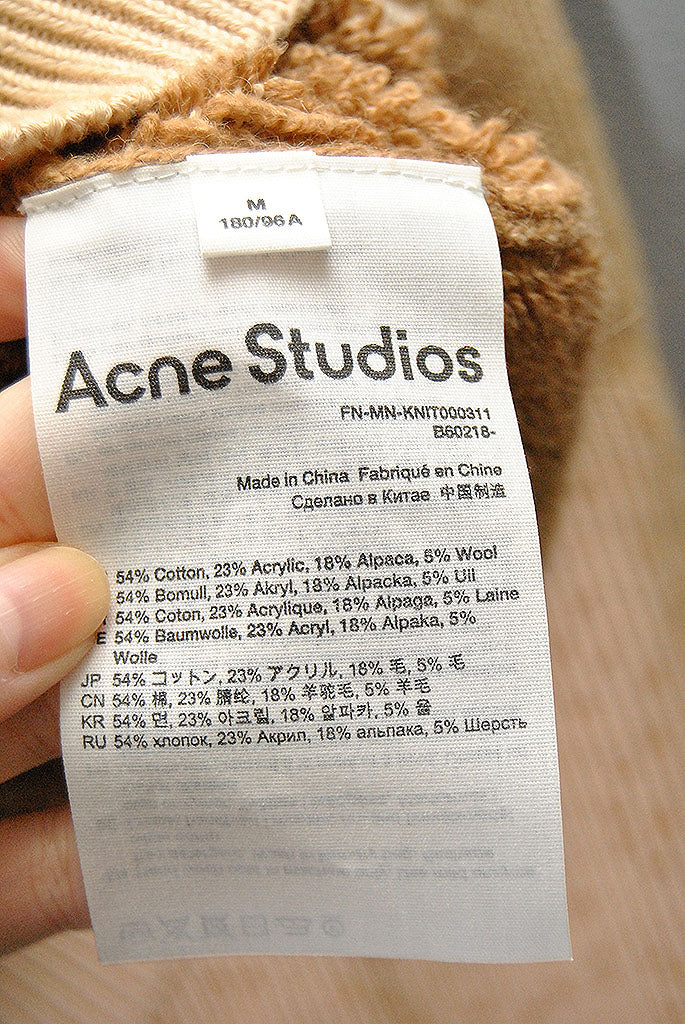 M
180/96A
Acne Studios
FN-MN-KNIT000311
B60218-
Made in China Fabriqué en Chine
Сделано в Китае 中国制造
54% Cotton, 23% Acrylic, 18% Alpaca, 5% Wool
54% Bomull, 23% Akryl, 18% Alpacka, 5% Ull
54% Coton, 23% Acrylique, 18% Alpaga, 5% Laine
E 54% Baumwolle, 23% Acryl, 18% Alpaka, 5%
Wolle
JP 54% コットン, 23% アクリル, 18% 毛, 5% 毛
CN 54% 棉, 23% 腈纶, 18% 羊驼毛, 5% 羊毛
KR 54% 면, 23% 아크릴, 18% 알파카, 5% 울
RU 54% хлопок, 23% Акрил, 18% альпака, 5% Шерсть